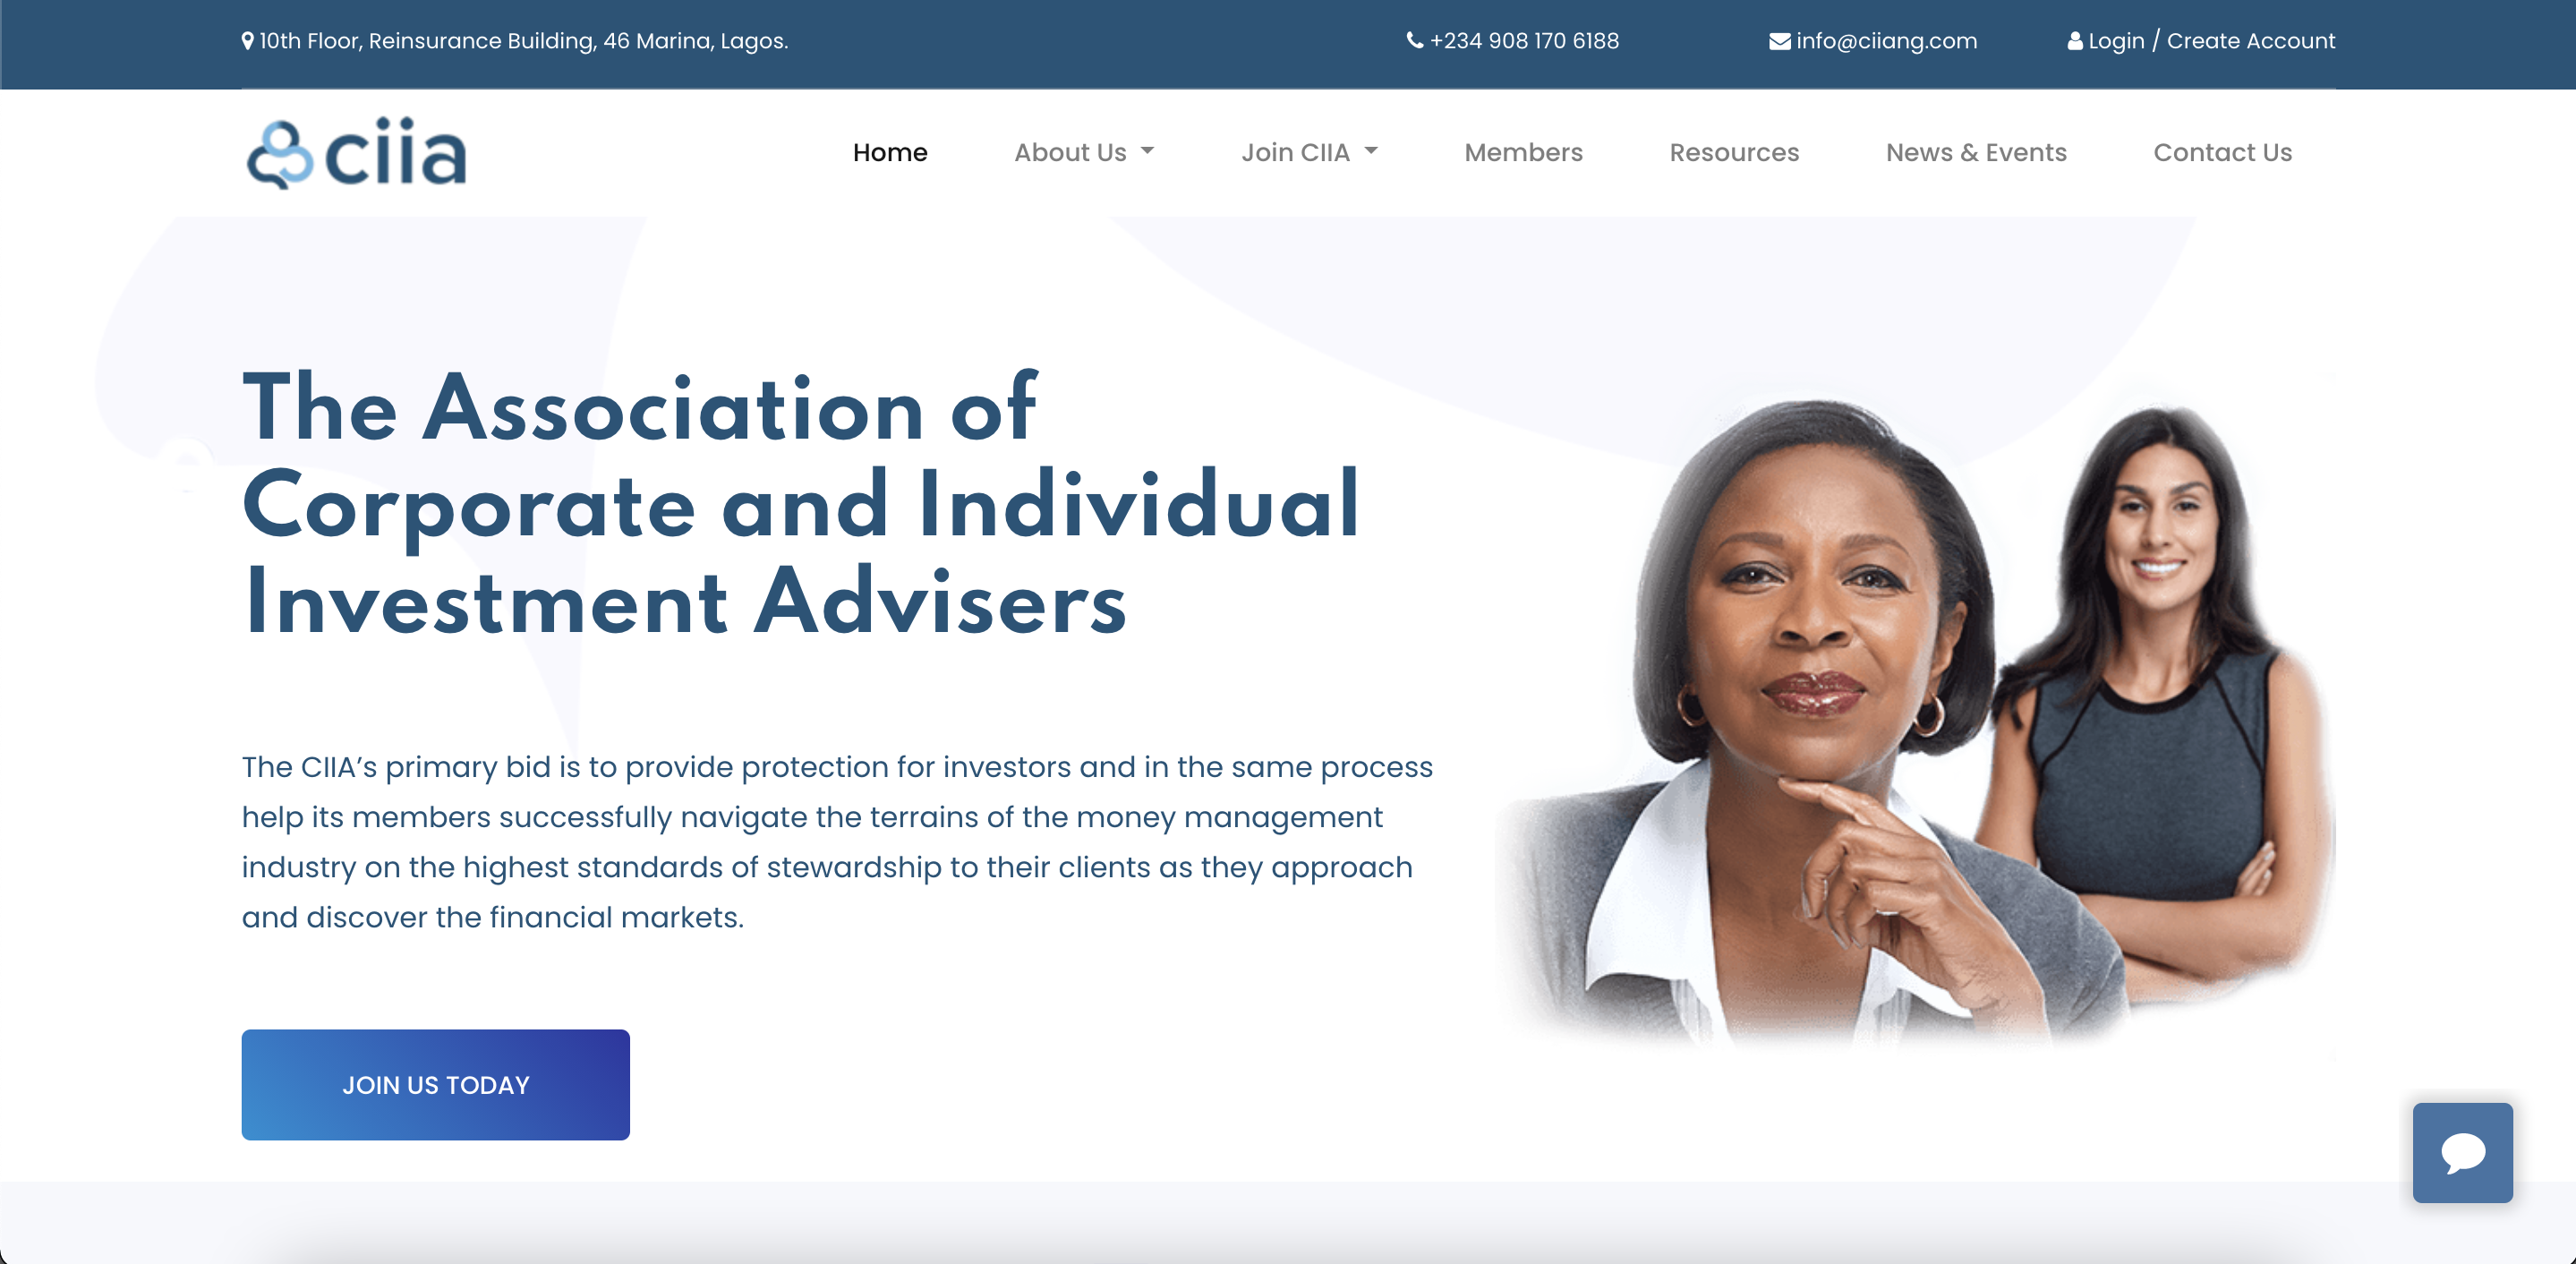 10th Floor, Reinsurance Building, 46 Marina, Lagos.
+234 908 170 6188
info@ciiang.com
Login / Create Account
ciia
Home
About Us
Join CIIA
Members
Resources
News & Events
Contact Us
The Association of
Corporate and Individual
Investment Advisers
The CIIA’s primary bid is to provide protection for investors and in the same process
help its members successfully navigate the terrains of the money management
industry on the highest standards of stewardship to their clients as they approach
and discover the financial markets.
JOIN US TODAY